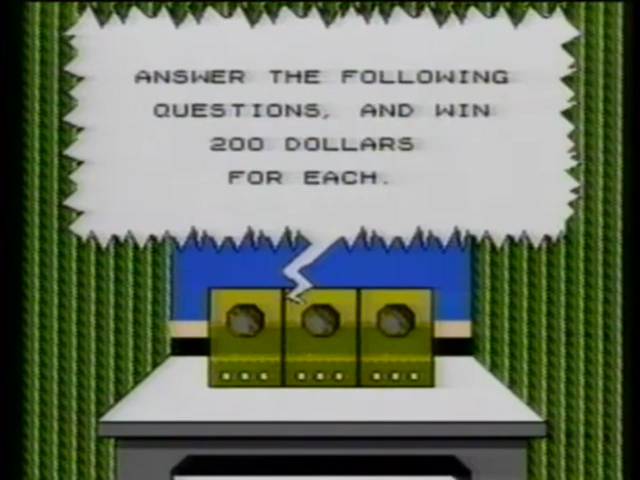 ANSWER THE FOLLOWING
QUESTIONS, AND WIN
200 DOLLARS
FOR EACH.